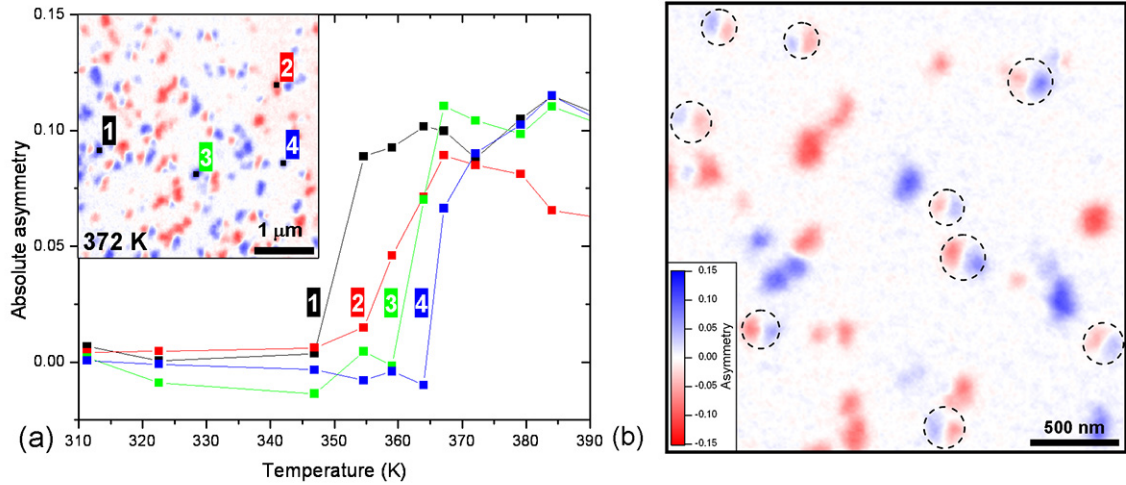 0.15
0.10
0.05
0.00
Absolute asymmetry
1
2
3
4
372 K
1 μm
1
2
3
4
310 320 330 340 350 360 370 380 390
Temperature (K)
(a)
0.15
0.10
0.05
0.00
-0.05
-0.10
-0.15
Asymmetry
500 nm
(b)